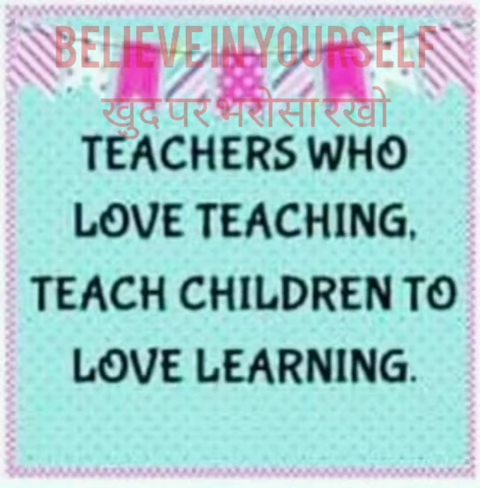 BELIEVE IN YOURSELF
खुद पर भरोसा रखो
TEACHERS WHO
LOVE TEACHING,
TEACH CHILDREN TO
LOVE LEARNING.